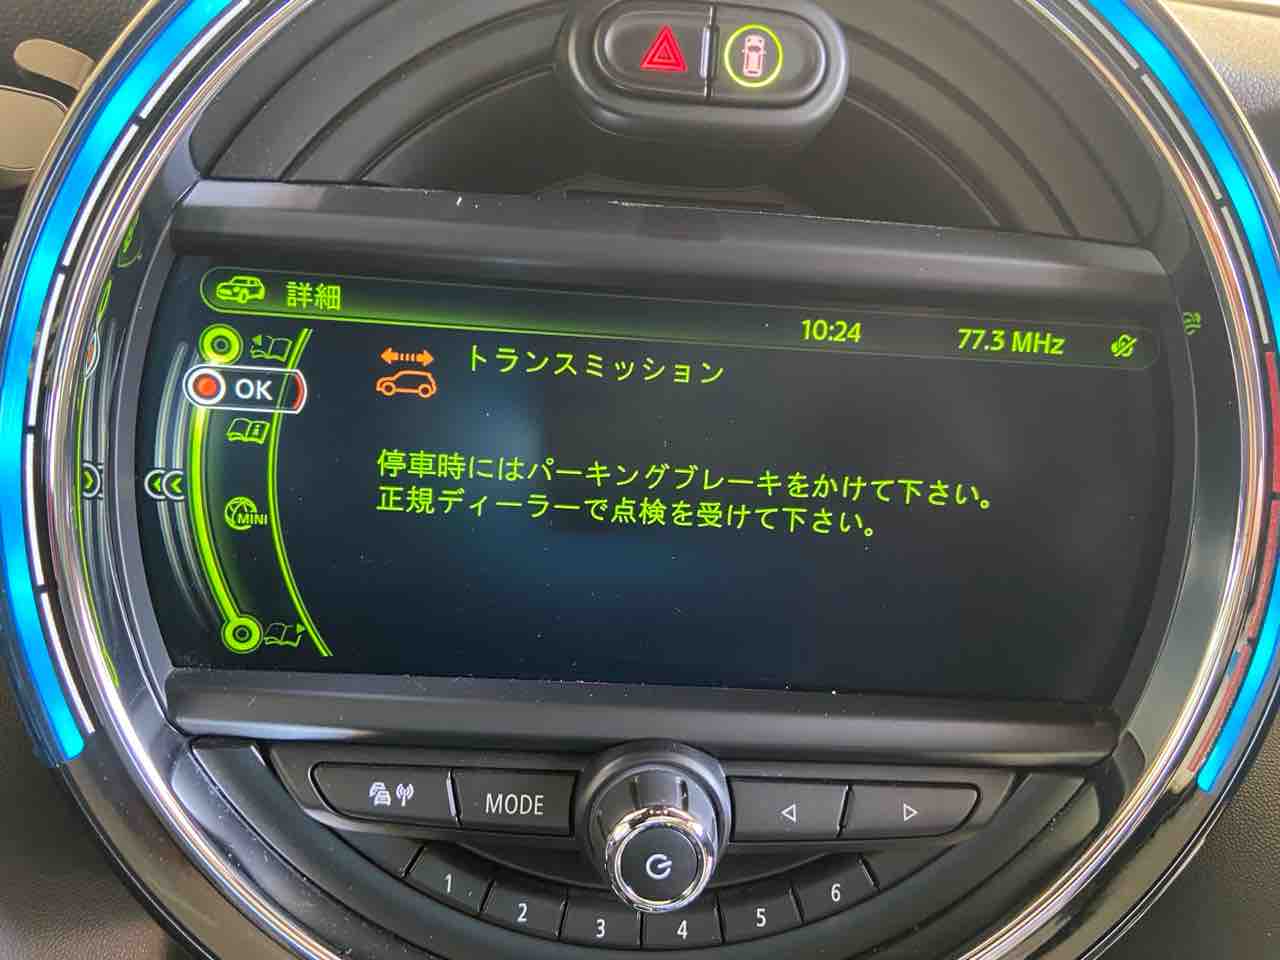 詳細
10:24
77.3 MHz
OK
トランスミッション
停車時にはパーキングブレーキをかけて下さい。
正規ディーラーで点検を受けて下さい。
MINI
MODE
1
2
3
4
5
6